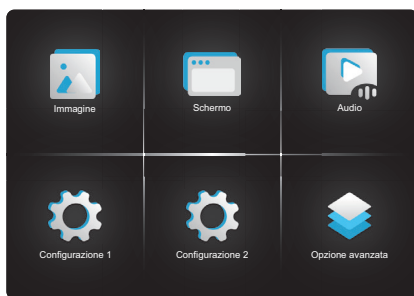 Immagine
Schermo
Audio
Configurazione 1
Configurazione 2
Opzione avanzata